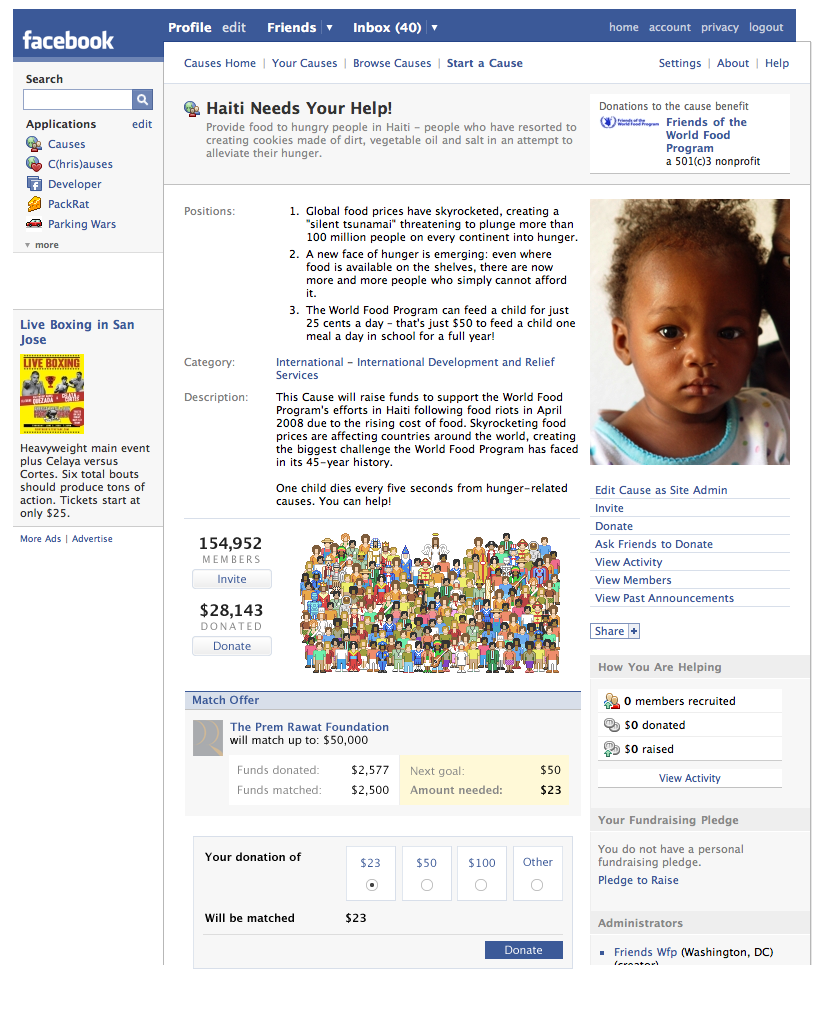 facebook
Profile edit Friends ▼ Inbox (40) ▼ home account privacy logout
Search
Applications edit
Causes
C(hris)auses
Developer
PackRat
Parking Wars
▼ more
Live Boxing in San
Jose
LIVE BOXING
QUEZADA
Heavyweight main event
plus Celaya versus
Cortes. Six total bouts
should produce tons of
action. Tickets start at
only $25.
More Ads | Advertise
Causes Home | Your Causes | Browse Causes | Start a Cause Settings | About | Help
Haiti Needs Your Help!
Provide food to hungry people in Haiti - people who have resorted to
creating cookies made of dirt, vegetable oil and salt in an attempt to
alleviate their hunger.
Donations to the cause benefit
Friends of the
World Food Program
Friends of the
World Food
Program
a 501(c)3 nonprofit
Positions:
1. Global food prices have skyrocketed, creating a
"silent tsunamai" threatening to plunge more than
100 million people on every continent into hunger.
2. A new face of hunger is emerging: even where
food is available on the shelves, there are now
more and more people who simply cannot afford
it.
3. The World Food Program can feed a child for just
25 cents a day - that's just $50 to feed a child one
meal a day in school for a full year!
Category:
International - International Development and Relief
Services
Description:
This Cause will raise funds to support the World Food
Program's efforts in Haiti following food riots in April
2008 due to the rising cost of food. Skyrocketing food
prices are affecting countries around the world, creating
the biggest challenge the World Food Program has faced
in its 45-year history.
One child dies every five seconds from hunger-related
causes. You can help!
154,952
MEMBERS
Invite
$28,143
DONATED
Donate
Match Offer
The Prem Rawat Foundation
will match up to: $50,000
Funds donated: $2,577 Next goal: $50
Funds matched: $2,500 Amount needed: $23
Your donation of $23 $50 $100 Other
Will be matched $23
Donate
Edit Cause as Site Admin
Invite
Donate
Ask Friends to Donate
View Activity
View Members
View Past Announcements
Share +
How You Are Helping
0 members recruited
$0 donated
$0 raised
View Activity
Your Fundraising Pledge
You do not have a personal
fundraising pledge.
Pledge to Raise
Administrators
Friends Wfp (Washington, DC)
(creator)